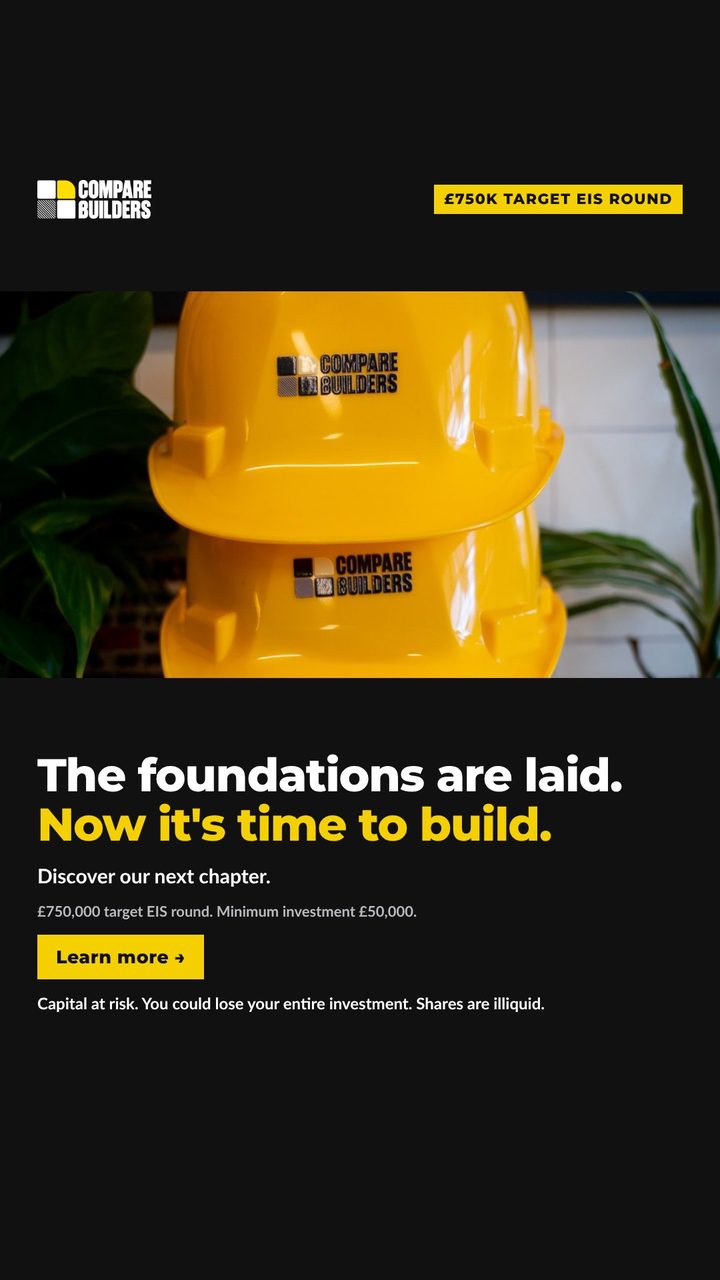 COMPARE
BUILDERS
£750K TARGET EIS ROUND
COMPARE
BUILDERS
COMPARE
BUILDERS
The foundations are laid.
Now it's time to build.
Discover our next chapter.
£750,000 target EIS round. Minimum investment £50,000.
Learn more →
Capital at risk. You could lose your entire investment. Shares are illiquid.